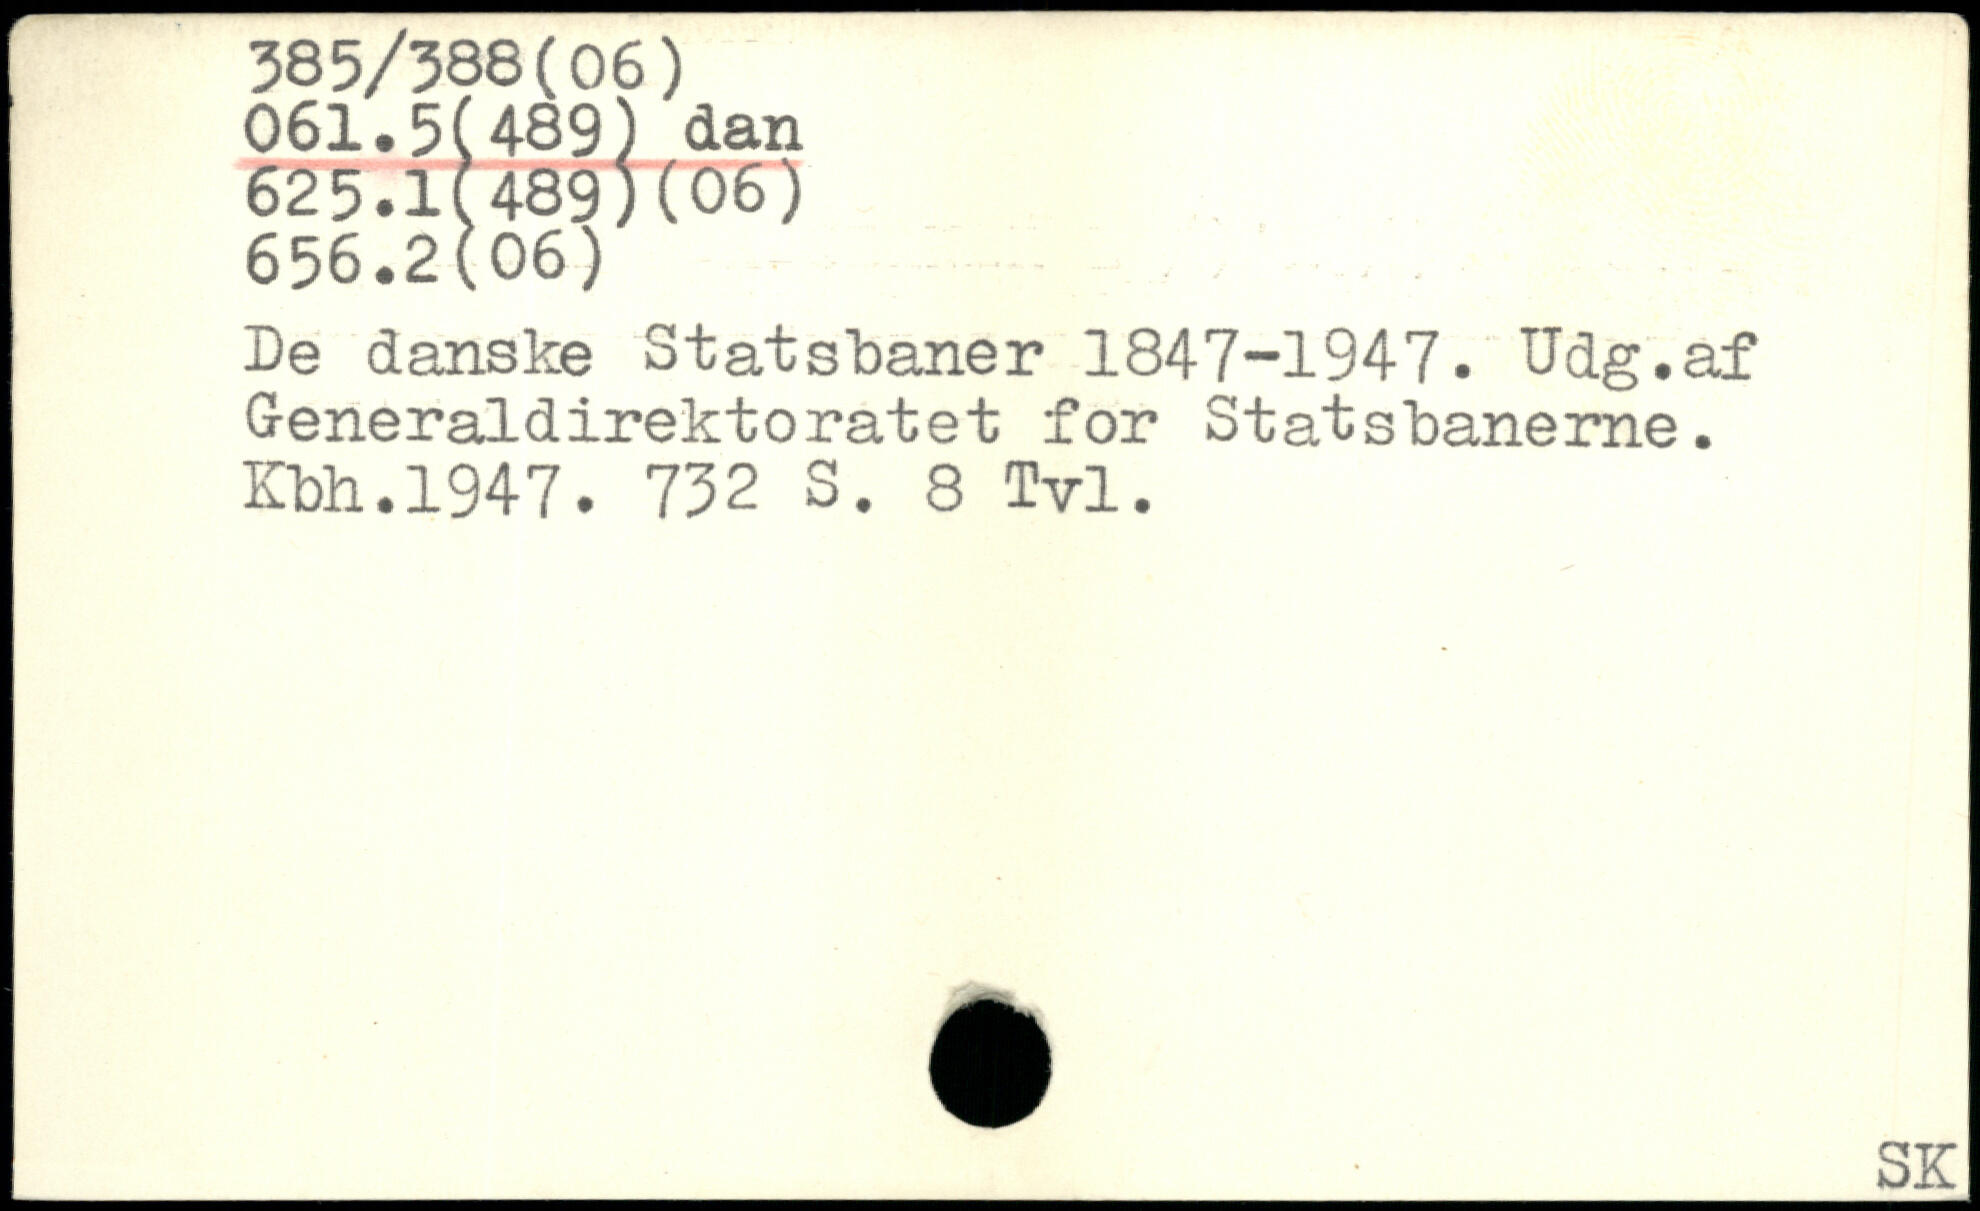 385/388(06)
061.5(489) dan
625.1(489)(06)
656.2(06)
De danske Statsbaner 1847-1947. Udg.af
Generaldirektoratet for Statsbanerne.
Kbh.1947. 732 S. 8 Tvl.
SK